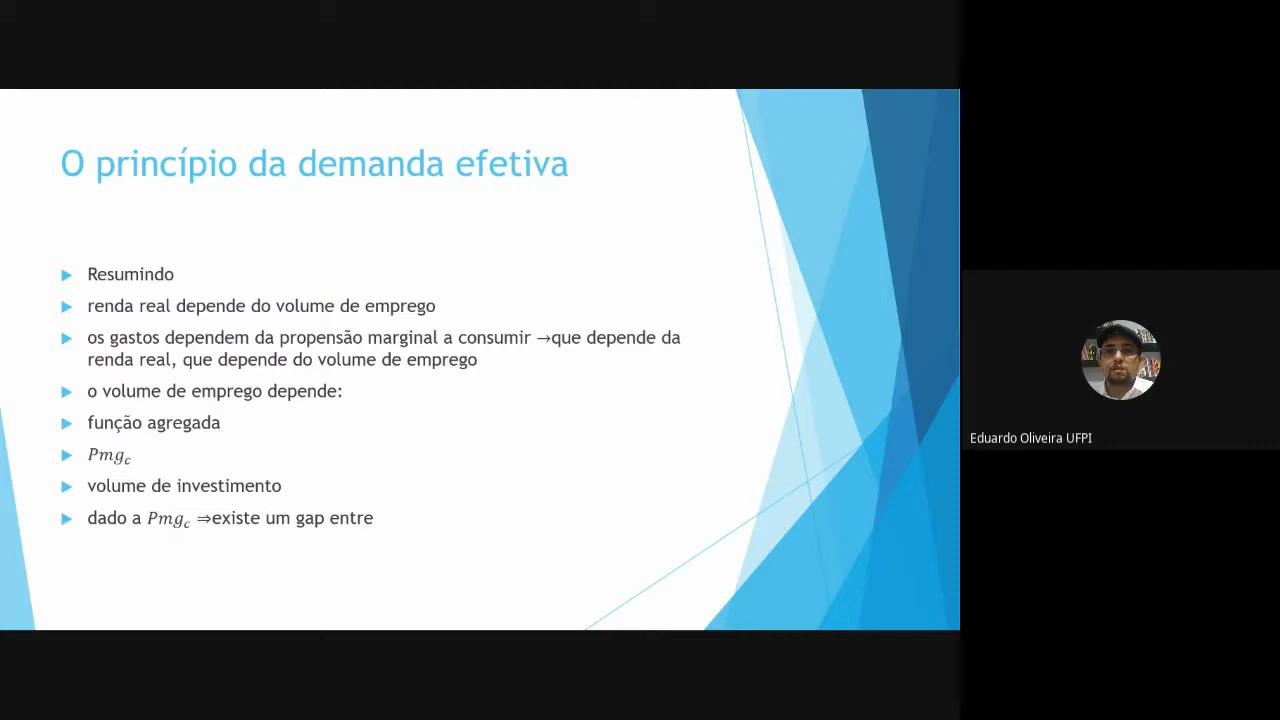 O princípio da demanda efetiva
Resumindo
renda real depende do volume de emprego
os gastos dependem da propensão marginal a consumir →que depende da
renda real, que depende do volume de emprego
o volume de emprego depende:
função agregada
Pmg_c
volume de investimento
dado a Pmg_c ⇒existe um gap entre
Eduardo Oliveira UFPI